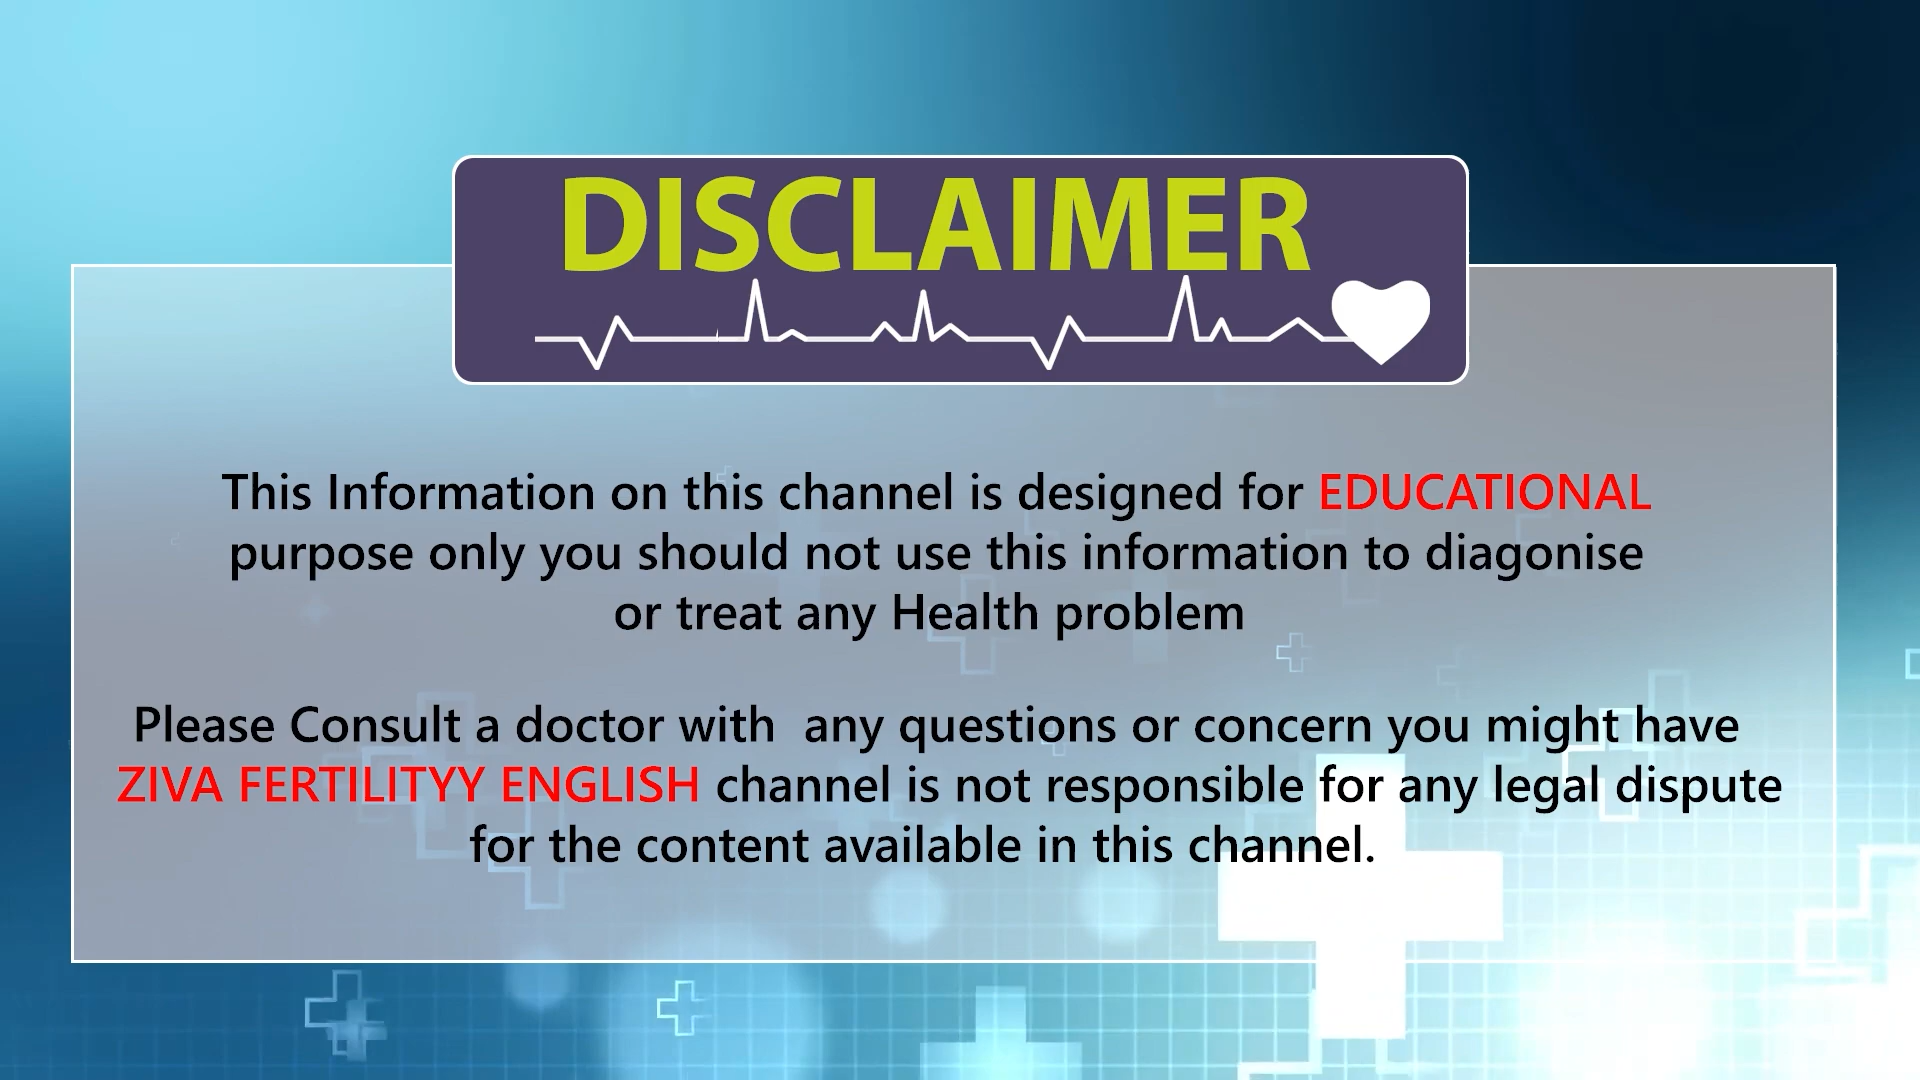 DISCLAIMER
This Information on this channel is designed for EDUCATIONAL
purpose only you should not use this information to diagonise
or treat any Health problem
Please Consult a doctor with  any questions or concern you might have
ZIVA FERTILITYY ENGLISH channel is not responsible for any legal dispute
for the content available in this channel.